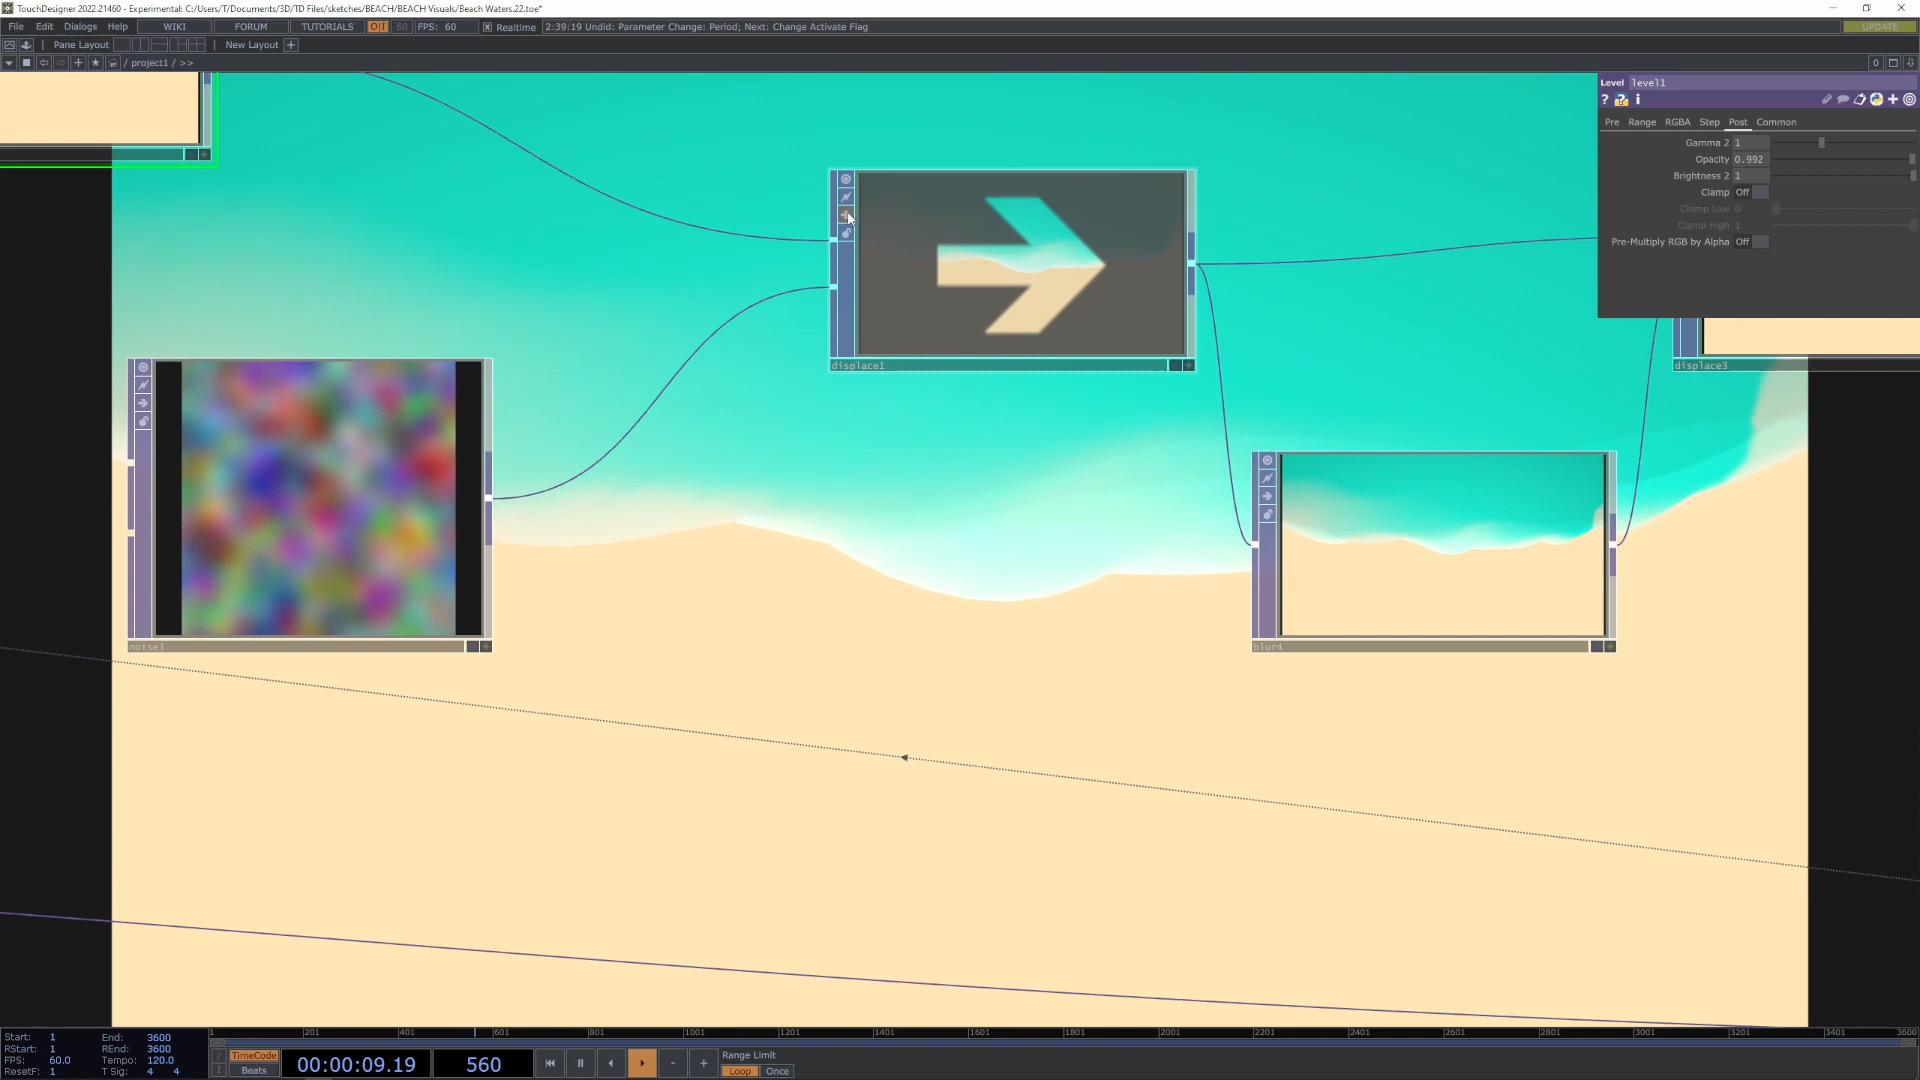 TouchDesigner 2022.21460 - Experimental: C:/Users/T/Documents/3D/TD Files/sketches/BEACH/BEACH Visuals/Beach Waters.22.toe*
File Edit Dialogs Help WIKI FORUM TUTORIALS O|I 60 FPS: 60 Realtime 2:39:19 Undid: Parameter Change: Period; Next: Change Activate Flag UPDATE
Pane Layout New Layout +
/ project1 / >> 0
Level level1
? ? i
Pre Range RGBA Step Post Common
Gamma 2 1
Opacity 0.992
Brightness 2 1
Clamp Off
Clamp Low 0
Clamp High 1
Pre-Multiply RGB by Alpha Off
displace1
displace3
noise3
blur4
1 201 401 601 801 1001 1201 1401 1601 1801 2001 2201 2401 2601 2801 3001 3201 3401 3600
Start: 1 End: 3600
RStart: 1 REnd: 3600
FPS: 60.0 Tempo: 120.0
ResetF: 1 T Sig: 4 4
TimeCode
Beats
00:00:09.19
560
- +
Range Limit
Loop Once